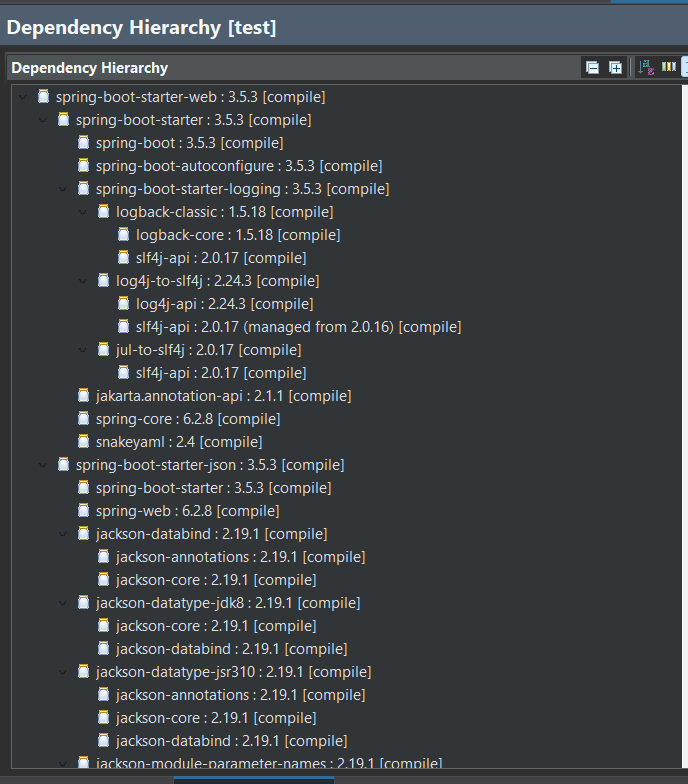 Dependency Hierarchy [test]
Dependency Hierarchy
spring-boot-starter-web : 3.5.3 [compile]
spring-boot-starter : 3.5.3 [compile]
spring-boot : 3.5.3 [compile]
spring-boot-autoconfigure : 3.5.3 [compile]
spring-boot-starter-logging : 3.5.3 [compile]
logback-classic : 1.5.18 [compile]
logback-core : 1.5.18 [compile]
slf4j-api : 2.0.17 [compile]
log4j-to-slf4j : 2.24.3 [compile]
log4j-api : 2.24.3 [compile]
slf4j-api : 2.0.17 (managed from 2.0.16) [compile]
jul-to-slf4j : 2.0.17 [compile]
slf4j-api : 2.0.17 [compile]
jakarta.annotation-api : 2.1.1 [compile]
spring-core : 6.2.8 [compile]
snakeyaml : 2.4 [compile]
spring-boot-starter-json : 3.5.3 [compile]
spring-boot-starter : 3.5.3 [compile]
spring-web : 6.2.8 [compile]
jackson-databind : 2.19.1 [compile]
jackson-annotations : 2.19.1 [compile]
jackson-core : 2.19.1 [compile]
jackson-datatype-jdk8 : 2.19.1 [compile]
jackson-core : 2.19.1 [compile]
jackson-databind : 2.19.1 [compile]
jackson-datatype-jsr310 : 2.19.1 [compile]
jackson-annotations : 2.19.1 [compile]
jackson-core : 2.19.1 [compile]
jackson-databind : 2.19.1 [compile]
jackson-module-parameter-names : 2.19.1 [compile]